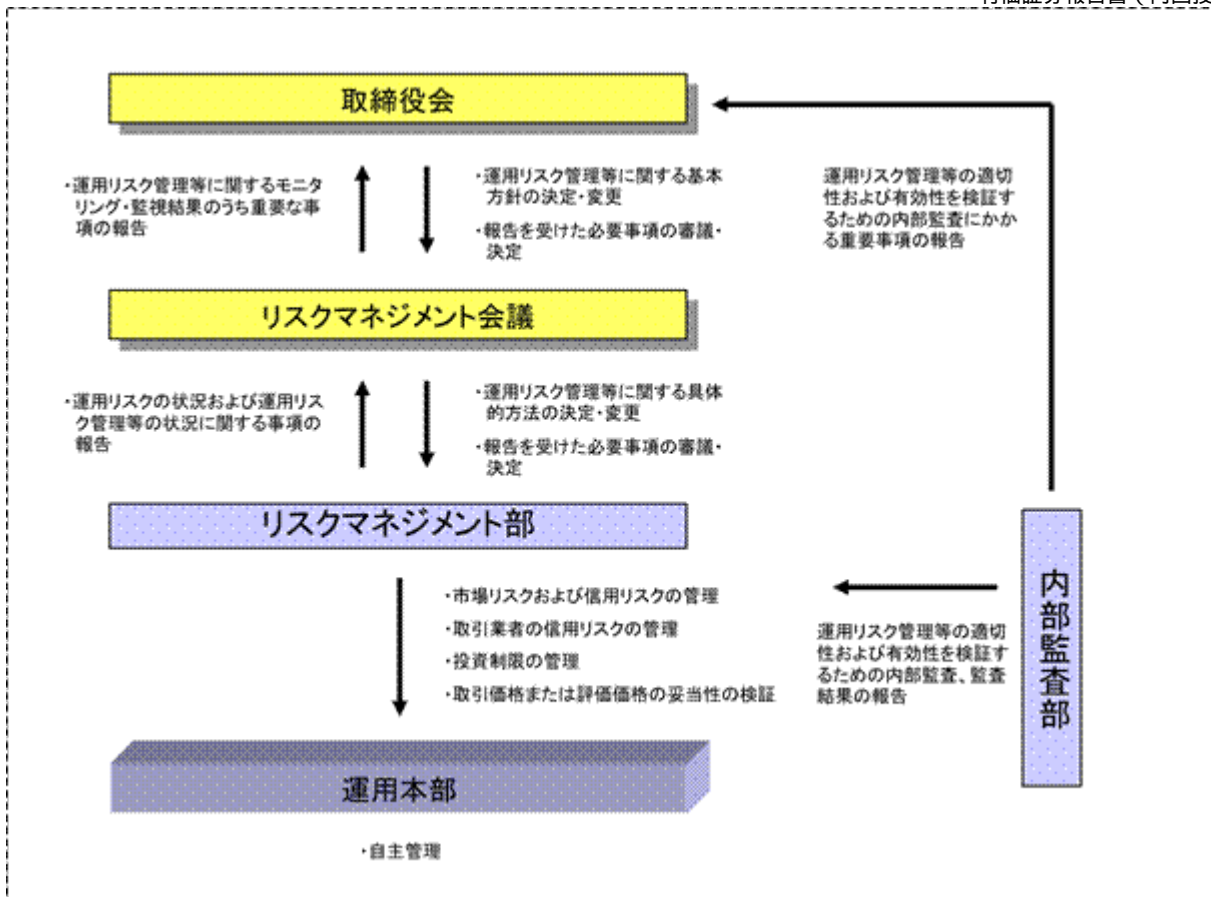 取締役会
・運用リスク管理等に関するモニタ
リング・監視結果のうち重要な事
項の報告
・運用リスク管理等に関する基本
方針の決定・変更
・報告を受けた必要事項の審議・
決定
運用リスク管理等の適切
性および有効性を検証す
るための内部監査にかか
る重要事項の報告
リスクマネジメント会議
・運用リスクの状況および運用リス
ク管理等の状況に関する事項の
報告
・運用リスク管理等に関する具体
的方法の決定・変更
・報告を受けた必要事項の審議・
決定
リスクマネジメント部
・市場リスクおよび信用リスクの管理
・取引業者の信用リスクの管理
・投資制限の管理
・取引価格または評価価格の妥当性の検証
運用リスク管理等の適切
性および有効性を検証す
るための内部監査、監査
結果の報告
内部監査部
運用本部
・自主管理